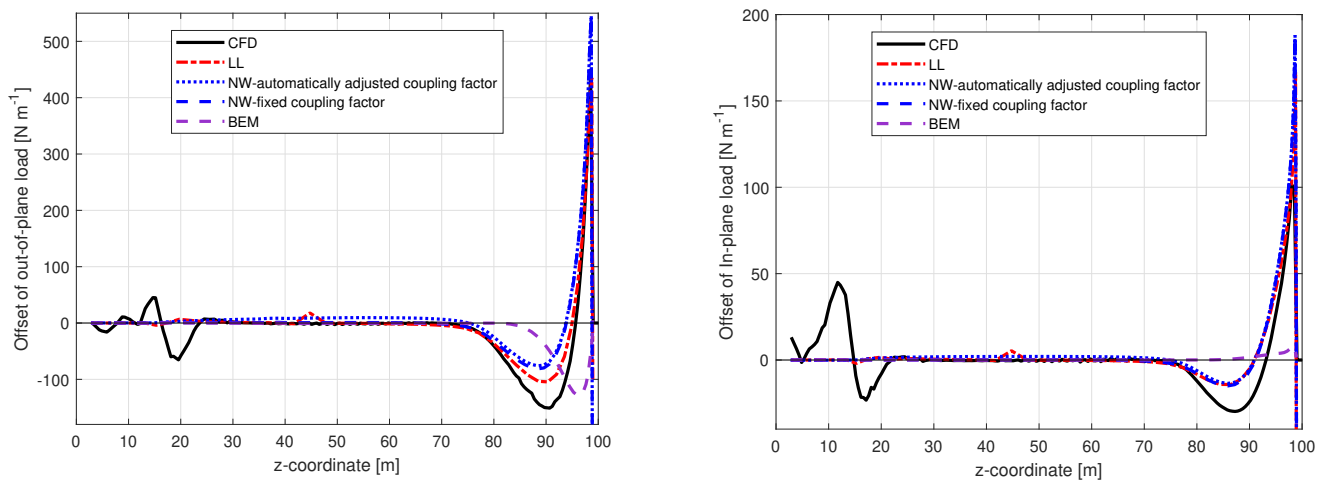 Offset of out-of-plane load [N m⁻¹]
500
400
300
200
100
0
-100
CFD
LL
NW-automatically adjusted coupling factor
NW-fixed coupling factor
BEM
0 10 20 30 40 50 60 70 80 90 100
z-coordinate [m]
Offset of In-plane load [N m⁻¹]
200
150
100
50
0
CFD
LL
NW-automatically adjusted coupling factor
NW-fixed coupling factor
BEM
0 10 20 30 40 50 60 70 80 90 100
z-coordinate [m]